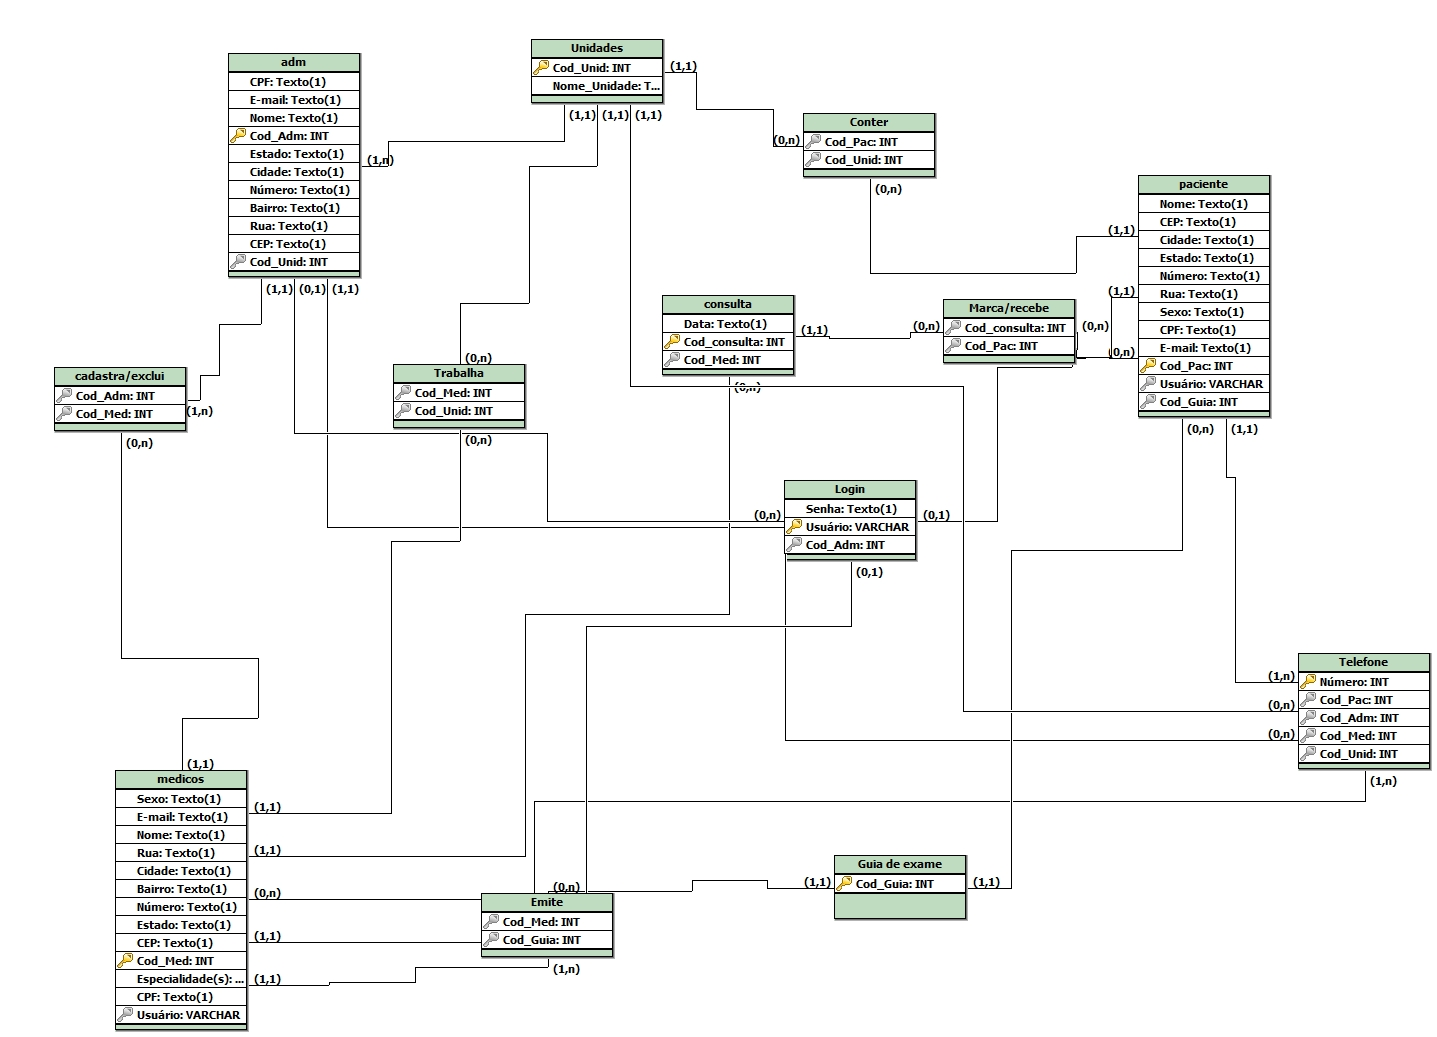 Unidades
Cod_Unid: INT
Nome_Unidade: T...
(1,1)
(1,1)
(1,1)
(1,1)
adm
CPF: Texto(1)
E-mail: Texto(1)
Nome: Texto(1)
Cod_Adm: INT
Estado: Texto(1)
Cidade: Texto(1)
Número: Texto(1)
Bairro: Texto(1)
Rua: Texto(1)
CEP: Texto(1)
Cod_Unid: INT
(1,n)
(1,1)
(0,1)
(1,1)
Conter
Cod_Pac: INT
Cod_Unid: INT
(0,n)
(0,n)
paciente
Nome: Texto(1)
CEP: Texto(1)
Cidade: Texto(1)
Estado: Texto(1)
Número: Texto(1)
Rua: Texto(1)
Sexo: Texto(1)
CPF: Texto(1)
E-mail: Texto(1)
Cod_Pac: INT
Usuário: VARCHAR
Cod_Guia: INT
(1,1)
(1,1)
(0,n)
(0,n)
(1,1)
consulta
Data: Texto(1)
Cod_consulta: INT
Cod_Med: INT
(1,1)
(0,n)
Marca/recebe
Cod_consulta: INT
Cod_Pac: INT
(0,n)
(0,n)
cadastra/exclui
Cod_Adm: INT
Cod_Med: INT
(1,n)
(0,n)
(0,n)
Trabalha
Cod_Med: INT
Cod_Unid: INT
(0,n)
Login
Senha: Texto(1)
Usuário: VARCHAR
Cod_Adm: INT
(0,n)
(0,1)
(0,1)
Telefone
Número: INT
Cod_Pac: INT
Cod_Adm: INT
Cod_Med: INT
Cod_Unid: INT
(1,n)
(0,n)
(0,n)
(1,n)
(1,1)
medicos
Sexo: Texto(1)
E-mail: Texto(1)
Nome: Texto(1)
Rua: Texto(1)
Cidade: Texto(1)
Bairro: Texto(1)
Número: Texto(1)
Estado: Texto(1)
CEP: Texto(1)
Cod_Med: INT
Especialidade(s): ...
CPF: Texto(1)
Usuário: VARCHAR
(1,1)
(1,1)
(0,n)
(1,1)
(1,1)
(0,n)
Emite
Cod_Med: INT
Cod_Guia: INT
(1,n)
Guia de exame
Cod_Guia: INT
(1,1)
(1,1)